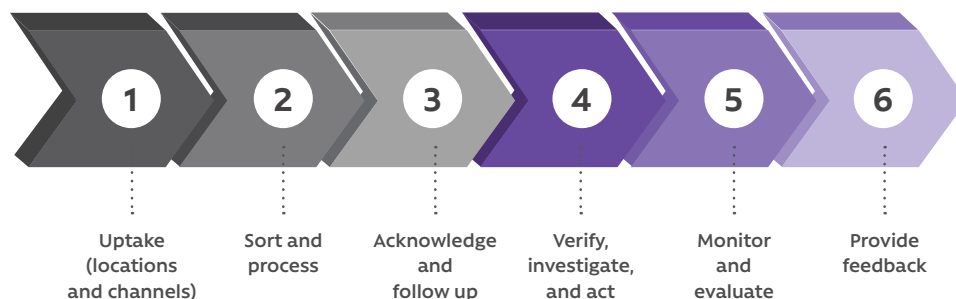 1
2
3
4
5
6
Uptake
(locations
and channels)
Sort and
process
Acknowledge
and
follow up
Verify,
investigate,
and act
Monitor
and
evaluate
Provide
feedback